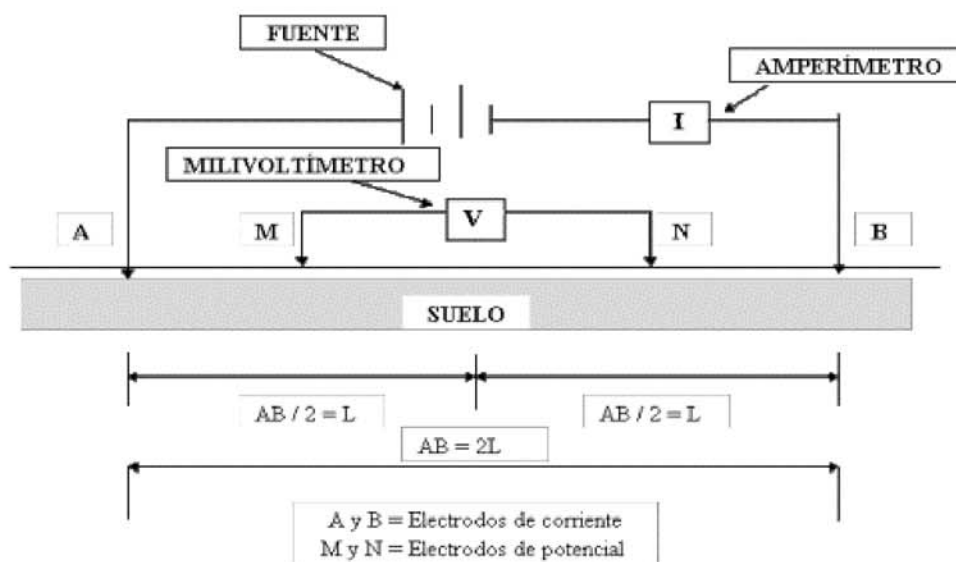 FUENTE
AMPERÍMETRO
I
MILIVOLTÍMETRO
V
A
M
N
B
SUELO
AB / 2 = L
AB / 2 = L
AB = 2L
A y B = Electrodos de corriente
M y N = Electrodos de potencial